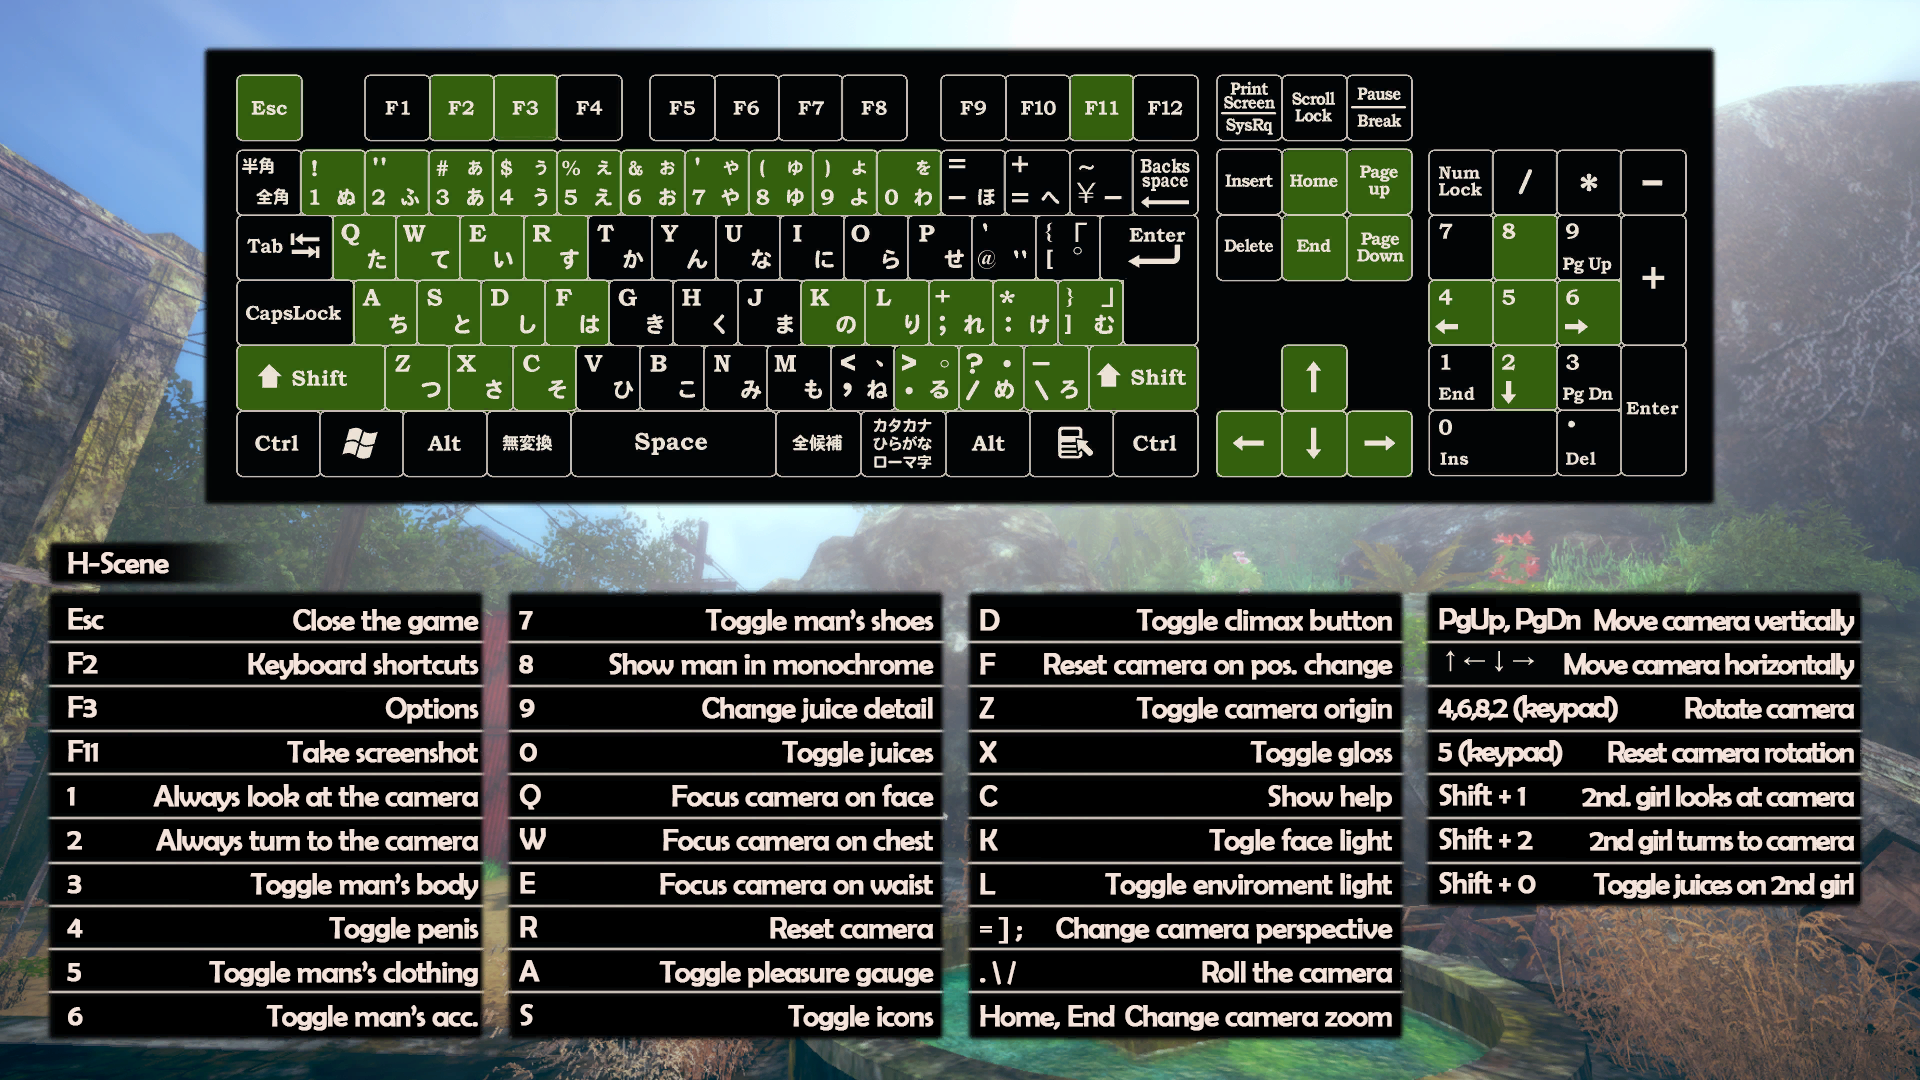 Esc F1 F2 F3 F4 F5 F6 F7 F8 F9 F10 F11 F12 Print Screen SysRq Scroll Lock Pause Break
半角 全角 ! 1 ぬ " 2 ふ # あ 3 あ $ ぅ 4 う % ぇ 5 え & ぉ 6 お ' ゃ 7 や ( ゅ 8 ゆ ) ょ 9 よ を 0 わ = - ほ + = へ ~ ¥ ー Backs space Insert Home Page up Num Lock / * −
Tab Q た W て E い R す T か Y ん U な I に O ら P せ ' @ " { 「 [ ° Enter Delete End Page Down 7 8 9 Pg Up +
CapsLock A ち S と D し F は G き H く J ま K の L り + ; れ * : け } 」 ] む 4 ← 5 6 →
Shift Z つ X さ C そ V ひ B こ N み M も < 、 , ね > 。 . る ? ・ / め _ \ ろ Shift ↑ 1 End 2 ↓ 3 Pg Dn Enter
Ctrl Alt 無変換 Space 全候補 カタカナ ひらがな ローマ字 Alt Ctrl ← ↓ → 0 Ins . Del
H-Scene
Esc Close the game
F2 Keyboard shortcuts
F3 Options
F11 Take screenshot
1 Always look at the camera
2 Always turn to the camera
3 Toggle man's body
4 Toggle penis
5 Toggle mans's clothing
6 Toggle man's acc.
7 Toggle man's shoes
8 Show man in monochrome
9 Change juice detail
0 Toggle juices
Q Focus camera on face
W Focus camera on chest
E Focus camera on waist
R Reset camera
A Toggle pleasure gauge
S Toggle icons
D Toggle climax button
F Reset camera on pos. change
Z Toggle camera origin
X Toggle gloss
C Show help
K Togle face light
L Toggle enviroment light
= ] ; Change camera perspective
. \ / Roll the camera
Home, End Change camera zoom
PgUp, PgDn Move camera vertically
↑ ← ↓ → Move camera horizontally
4,6,8,2 (keypad) Rotate camera
5 (keypad) Reset camera rotation
Shift + 1 2nd. girl looks at camera
Shift + 2 2nd girl turns to camera
Shift + 0 Toggle juices on 2nd girl